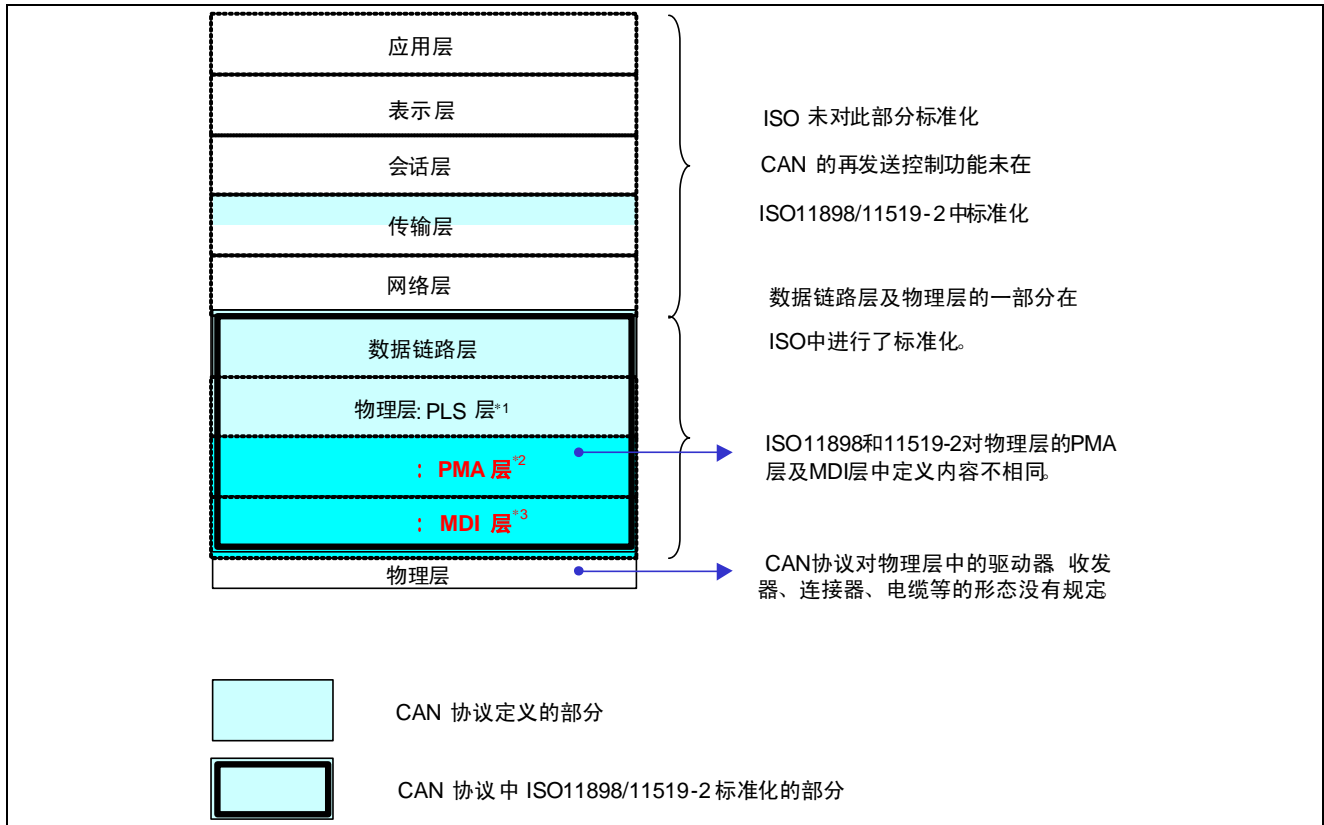 应用层
表示层
会话层
传输层
网络层
数据链路层
物理层: PLS 层*1
: PMA 层*2
: MDI 层*3
物理层
ISO 未对此部分标准化
CAN 的再发送控制功能未在
ISO11898/11519-2中标准化
数据链路层及物理层的一部分在
ISO中进行了标准化。
ISO11898和11519-2对物理层的PMA
层及MDI层中定义内容不相同。
CAN协议对物理层中的驱动器 收发
器、连接器、电缆等的形态没有规定
CAN 协议定义的部分
CAN 协议中 ISO11898/11519-2 标准化的部分